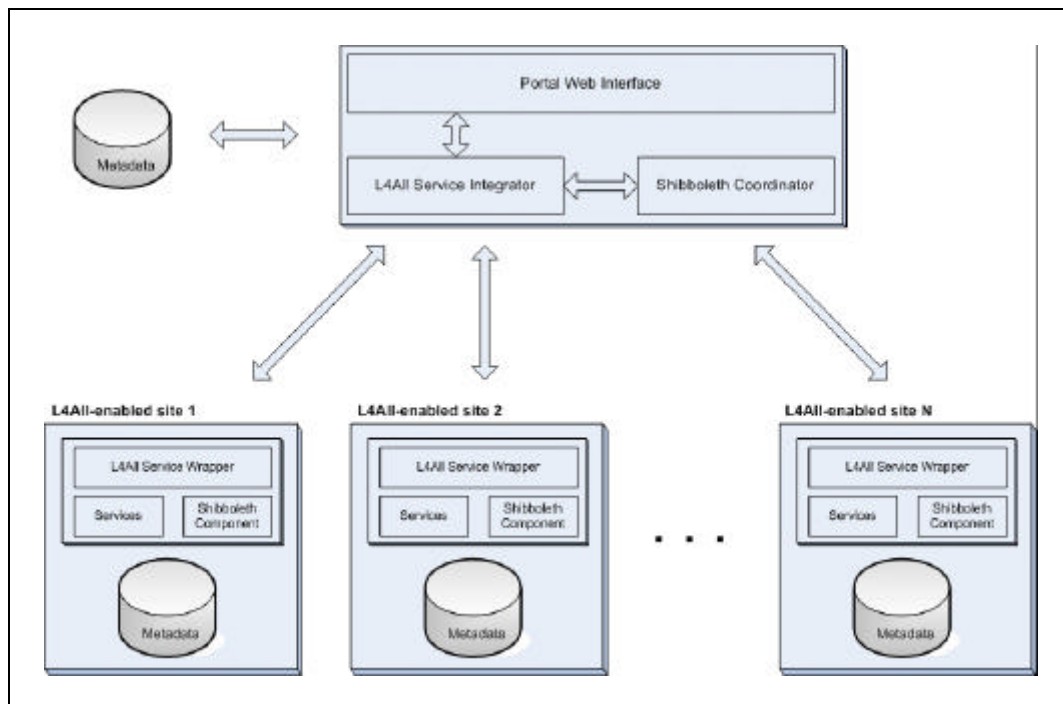 Portal Web Interface
Metadata
L4All Service Integrator
Shibboleth Coordinator
L4All-enabled site 1
L4All Service Wrapper
Services
Shibboleth
Component
Metadata
L4All-enabled site 2
L4All Service Wrapper
Services
Shibboleth
Component
Metadata
. . .
L4All-enabled site N
L4All Service Wrapper
Services
Shibboleth
Component
Metadata